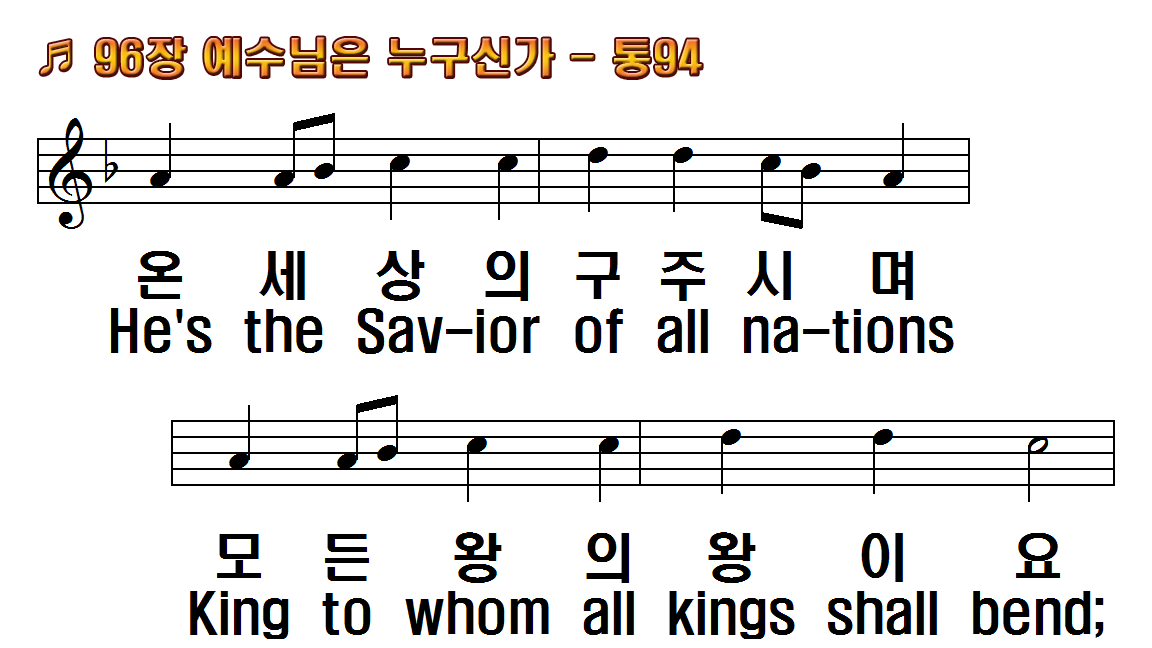 ♬ 96장 예수님은 누구신가 - 통94
온 세 상 의 구 주 시 며
He's the Sav-ior of all na-tions
모 든 왕 의 왕 이 요
King to whom all kings shall bend;